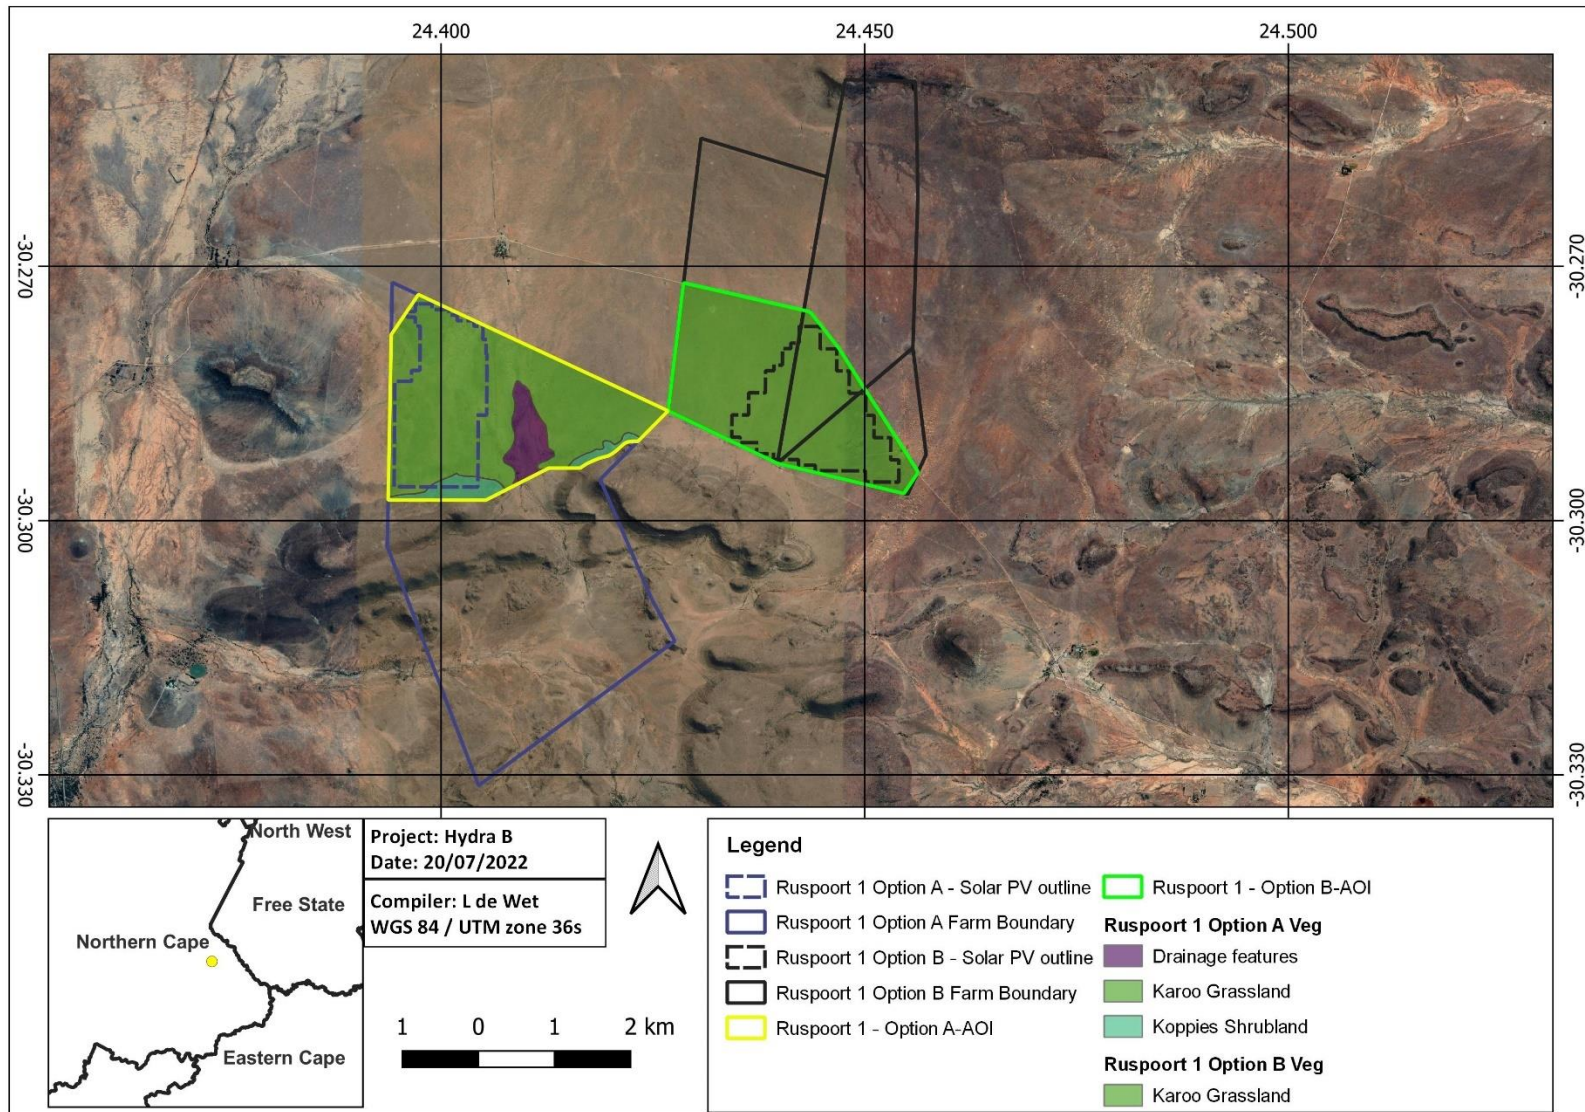 24.400
24.450
24.500
-30.270
-30.270
-30.300
-30.300
-30.330
-30.330
North West
Free State
Northern Cape
Eastern Cape
Project: Hydra B
Date: 20/07/2022
Compiler: L de Wet
WGS 84 / UTM zone 36s
1 0 1 2 km
Legend
Ruspoort 1 Option A - Solar PV outline
Ruspoort 1 Option A Farm Boundary
Ruspoort 1 Option B - Solar PV outline
Ruspoort 1 Option B Farm Boundary
Ruspoort 1 - Option A-AOI
Ruspoort 1 - Option B-AOI
Ruspoort 1 Option A Veg
Drainage features
Karoo Grassland
Koppies Shrubland
Ruspoort 1 Option B Veg
Karoo Grassland